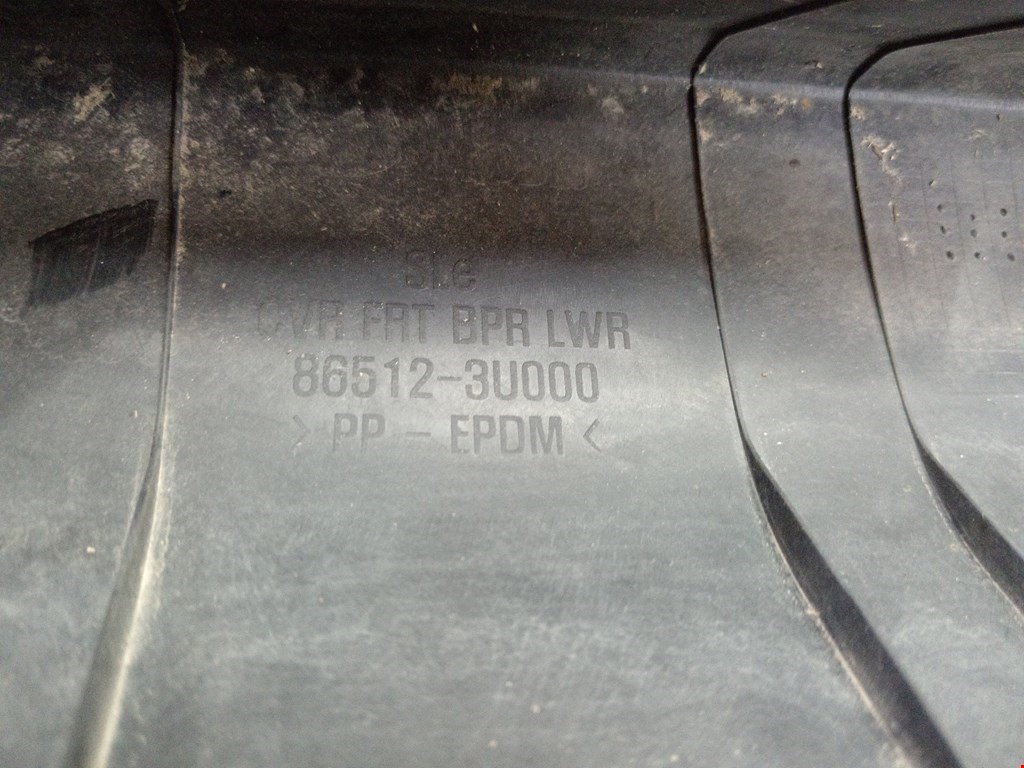 SLe
CVR FRT BPR LWR
86512-3U000
> PP - EPDM <